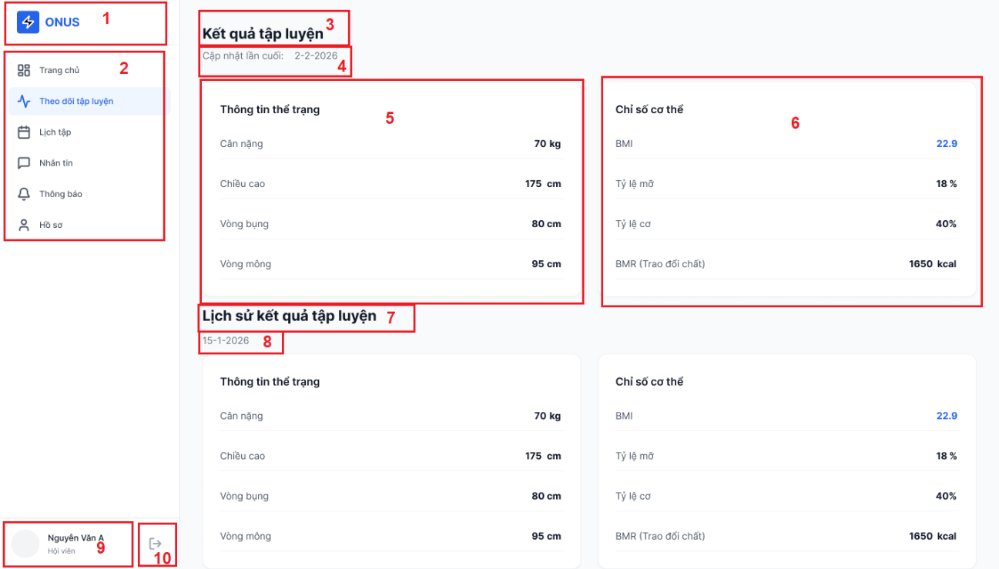 ONUS 1
Trang chủ 2
Theo dõi tập luyện
Lịch tập
Nhắn tin
Thông báo
Hồ sơ
Nguyễn Văn A
Hội viên 9
10
Kết quả tập luyện 3
Cập nhật lần cuối: 2-2-2026 4
Thông tin thể trạng 5
Cân nặng 70 kg
Chiều cao 175 cm
Vòng bụng 80 cm
Vòng mông 95 cm
Chỉ số cơ thể 6
BMI 22.9
Tỷ lệ mỡ 18 %
Tỷ lệ cơ 40%
BMR (Trao đổi chất) 1650 kcal
Lịch sử kết quả tập luyện 7
15-1-2026 8
Thông tin thể trạng
Cân nặng 70 kg
Chiều cao 175 cm
Vòng bụng 80 cm
Vòng mông 95 cm
Chỉ số cơ thể
BMI 22.9
Tỷ lệ mỡ 18 %
Tỷ lệ cơ 40%
BMR (Trao đổi chất) 1650 kcal